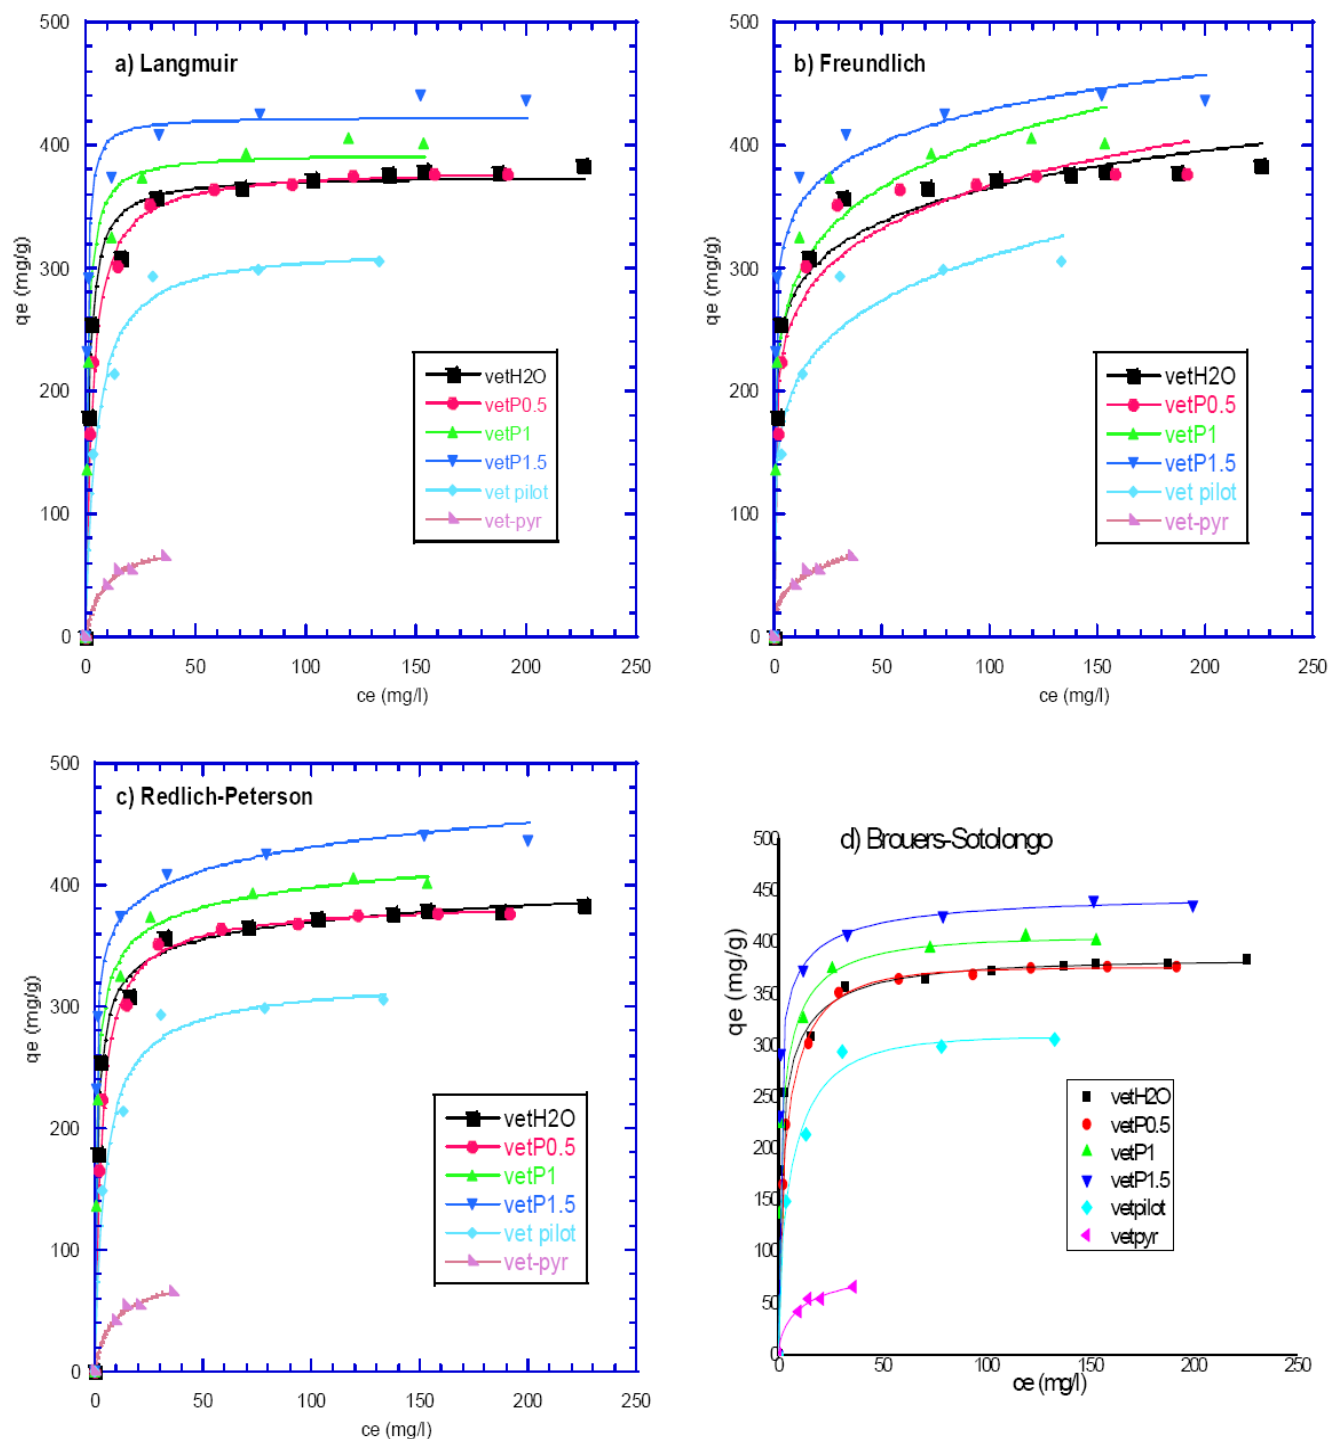 500
a) Langmuir
400
300
qe (mg/g)
200
100
0
vetH2O
vetP0.5
vetP1
vetP1.5
vet pilot
vet-pyr
0 50 100 150 200 250
ce (mg/l)
500
b) Freundlich
400
300
qe (mg/g)
200
100
0
vetH2O
vetP0.5
vetP1
vetP1.5
vet pilot
vet-pyr
0 50 100 150 200 250
ce (mg/l)
500
c) Redlich-Peterson
400
300
qe (mg/g)
200
100
0
vetH2O
vetP0.5
vetP1
vetP1.5
vet pilot
vet-pyr
0 50 100 150 200 250
ce (mg/l)
500
d) Brouers-Sotolongo
450
400
350
300
qe (mg/g)
250
200
150
100
50
0
vetH2O
vetP0.5
vetP1
vetP1.5
vetpilot
vetpyr
50 100 150 200 250
ce (mg/l)